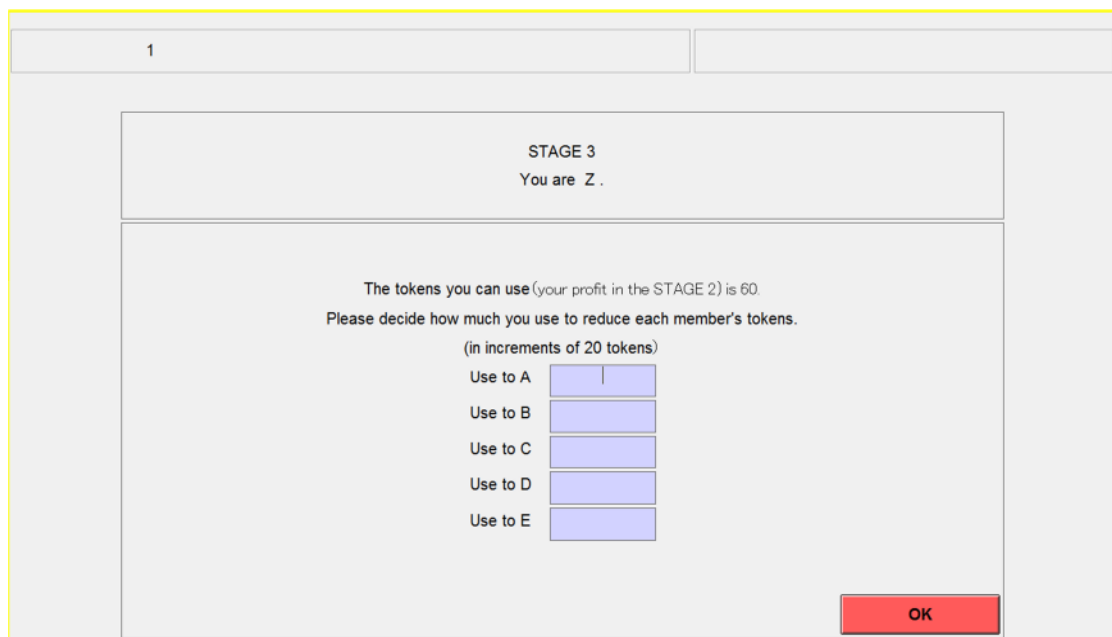 1
STAGE 3
You are Z .
The tokens you can use (your profit in the STAGE 2) is 60.
Please decide how much you use to reduce each member's tokens.
(in increments of 20 tokens)
Use to A
Use to B
Use to C
Use to D
Use to E
OK